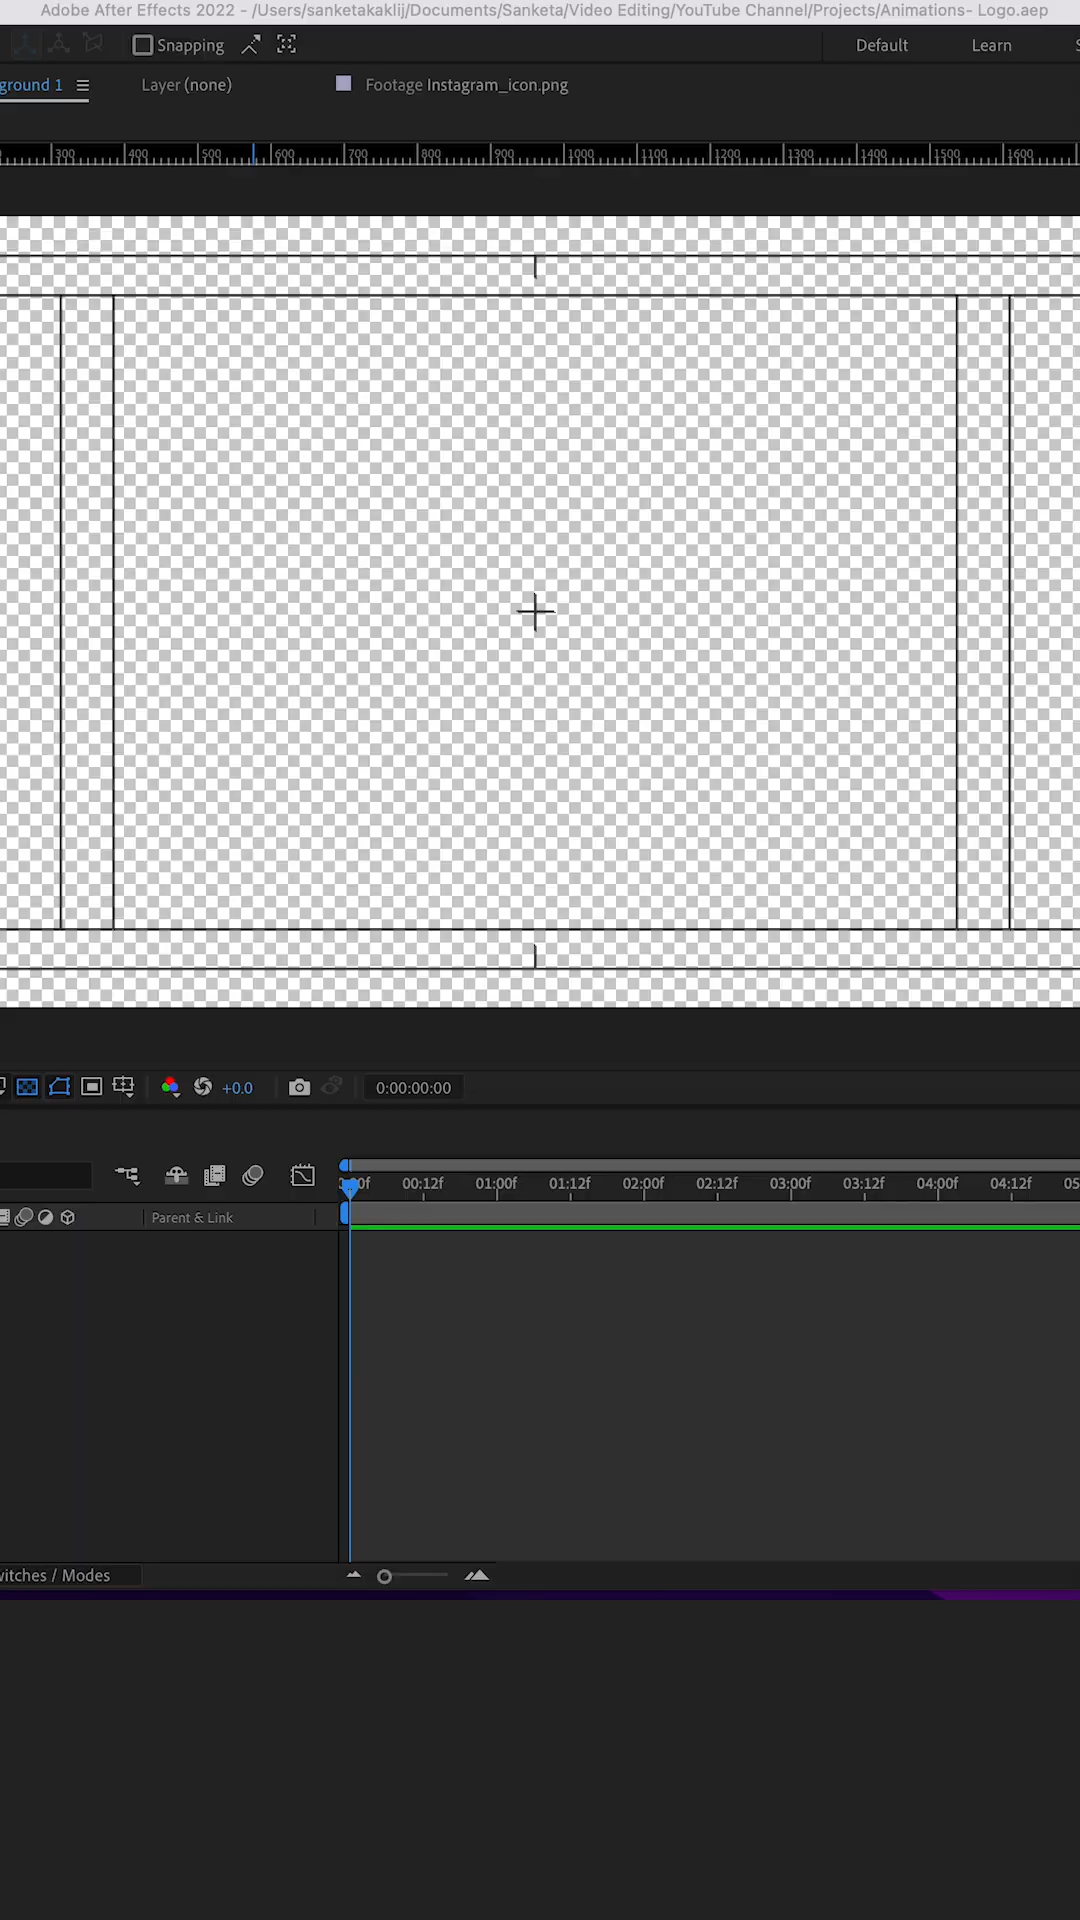 Adobe After Effects 2022 - /Users/sanketakaklij/Documents/Sanketa/Video Editing/YouTube Channel/Projects/Animations- Logo.aep
Snapping Default Learn S
ground 1 Layer (none) Footage Instagram_icon.png
300 400 500 600 700 800 900 1000 1100 1200 1300 1400 1500 1600
+0.0 0:00:00:00
00f 00:12f 01:00f 01:12f 02:00f 02:12f 03:00f 03:12f 04:00f 04:12f 05
Parent & Link
witches / Modes